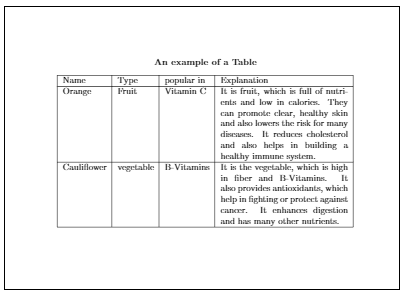 An example of a Table
Name Type popular in Explanation
Orange Fruit Vitamin C It is fruit, which is full of nutri-
ents and low in calories. They
can promote clear, healthy skin
and also lowers the risk for many
diseases. It reduces cholesterol
and also helps in building a
healthy immune system.
Cauliflower vegetable B-Vitamins It is the vegetable, which is high
in fiber and B-Vitamins. It
also provides antioxidants, which
help in fighting or protect against
cancer. It enhances digestion
and has many other nutrients.